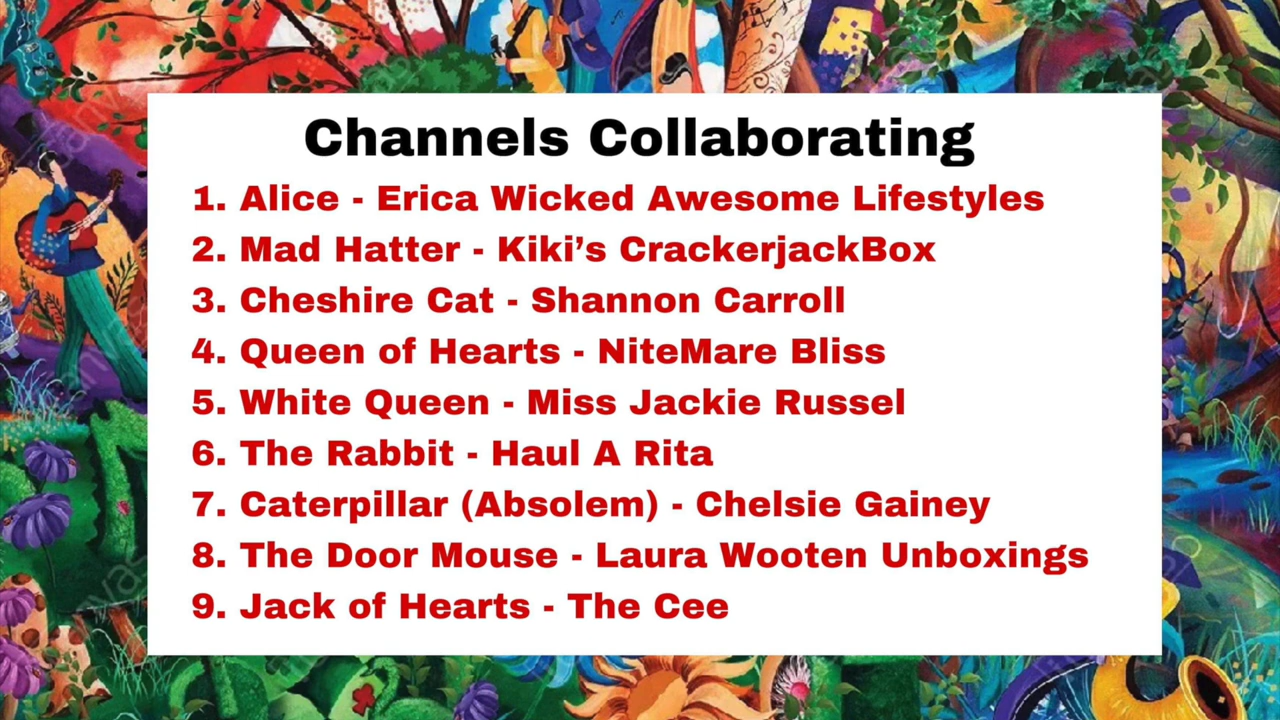 Channels Collaborating
1. Alice - Erica Wicked Awesome Lifestyles
2. Mad Hatter - Kiki’s CrackerjackBox
3. Cheshire Cat - Shannon Carroll
4. Queen of Hearts - NiteMare Bliss
5. White Queen - Miss Jackie Russel
6. The Rabbit - Haul A Rita
7. Caterpillar (Absolem) - Chelsie Gainey
8. The Door Mouse - Laura Wooten Unboxings
9. Jack of Hearts - The Cee